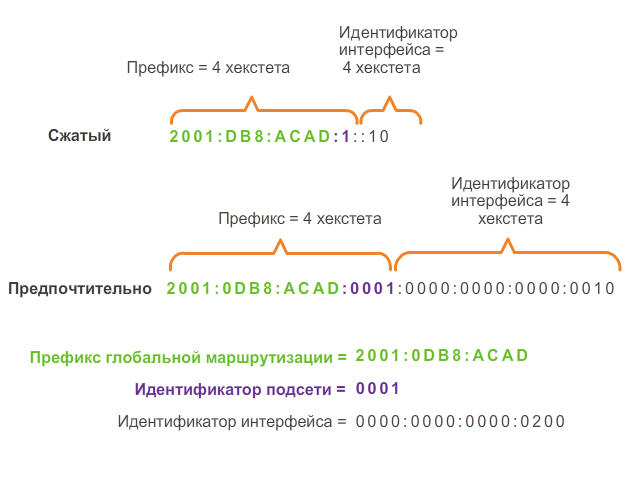 Идентификатор
интерфейса =
4 хекстета
Префикс = 4 хекстета
Сжатый 2001:DB8:ACAD:1::10
Идентификатор
интерфейса = 4
хекстета
Префикс = 4 хекстета
Предпочтительно 2001:0DB8:ACAD:0001:0000:0000:0000:0010
Префикс глобальной маршрутизации = 2001:0DB8:ACAD
Идентификатор подсети = 0001
Идентификатор интерфейса = 0000:0000:0000:0200